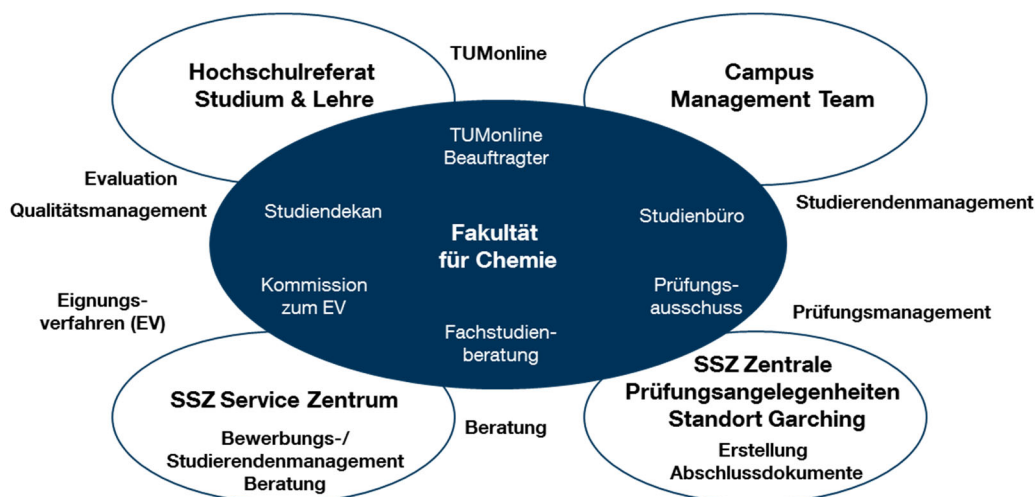 TUMonline
Hochschulreferat
Studium & Lehre
Campus
Management Team
TUMonline
Beauftragter
Evaluation
Qualitätsmanagement
Studiendekan
Studienbüro
Studierendenmanagement
Fakultät
für Chemie
Eignungs-
verfahren (EV)
Kommission
zum EV
Prüfungs-
ausschuss
Prüfungsmanagement
Fachstudien-
beratung
SSZ Service Zentrum
Bewerbungs-/
Studierendenmanagement
Beratung
Beratung
SSZ Zentrale
Prüfungsangelegenheiten
Standort Garching
Erstellung
Abschlussdokumente